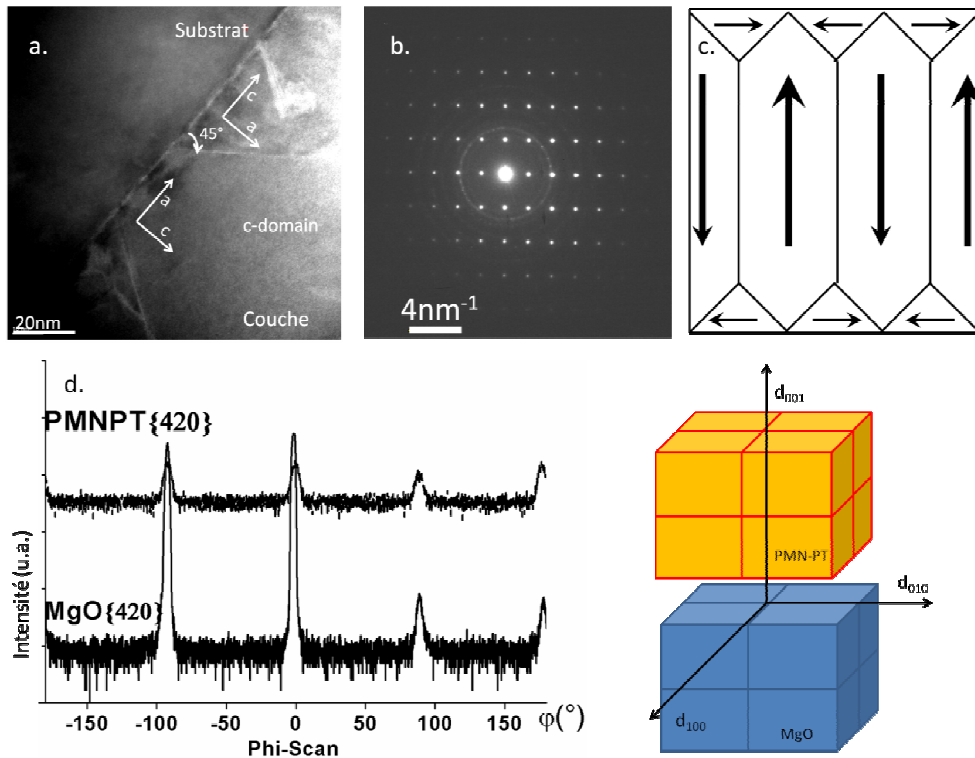 a.
Substrat
c
a
45°
a
c
c-domain
20nm
Couche
b.
4nm⁻¹
c.
d.
PMNPT{420}
MgO{420}
Intensité (u.a.)
-150 -100 -50 0 50 100 150 φ(°)
Phi-Scan
d001
PMN-PT
d010
d100
MgO